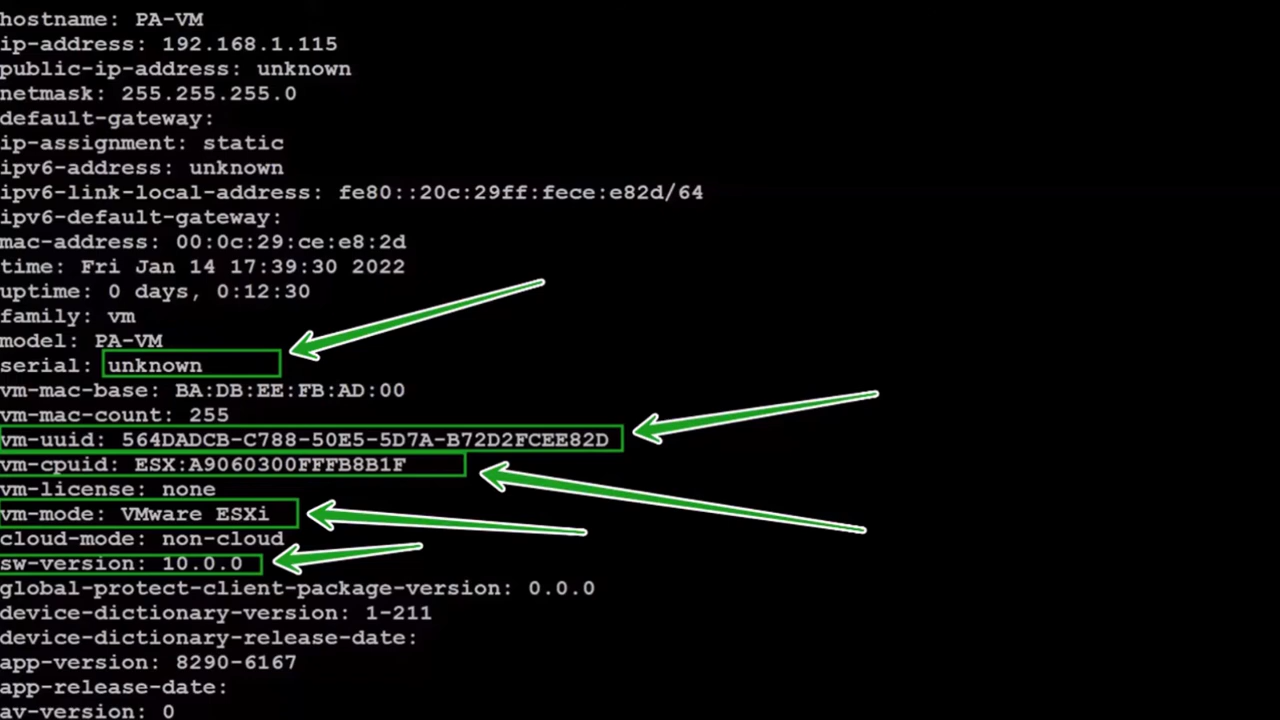 hostname: PA-VM
ip-address: 192.168.1.115
public-ip-address: unknown
netmask: 255.255.255.0
default-gateway:
ip-assignment: static
ipv6-address: unknown
ipv6-link-local-address: fe80::20c:29ff:fece:e82d/64
ipv6-default-gateway:
mac-address: 00:0c:29:ce:e8:2d
time: Fri Jan 14 17:39:30 2022
uptime: 0 days, 0:12:30
family: vm
model: PA-VM
serial: unknown
vm-mac-base: BA:DB:EE:FB:AD:00
vm-mac-count: 255
vm-uuid: 564DADCB-C788-50E5-5D7A-B72D2FCEE82D
vm-cpuid: ESX:A9060300FFFB8B1F
vm-license: none
vm-mode: VMware ESXi
cloud-mode: non-cloud
sw-version: 10.0.0
global-protect-client-package-version: 0.0.0
device-dictionary-version: 1-211
device-dictionary-release-date:
app-version: 8290-6167
app-release-date:
av-version: 0